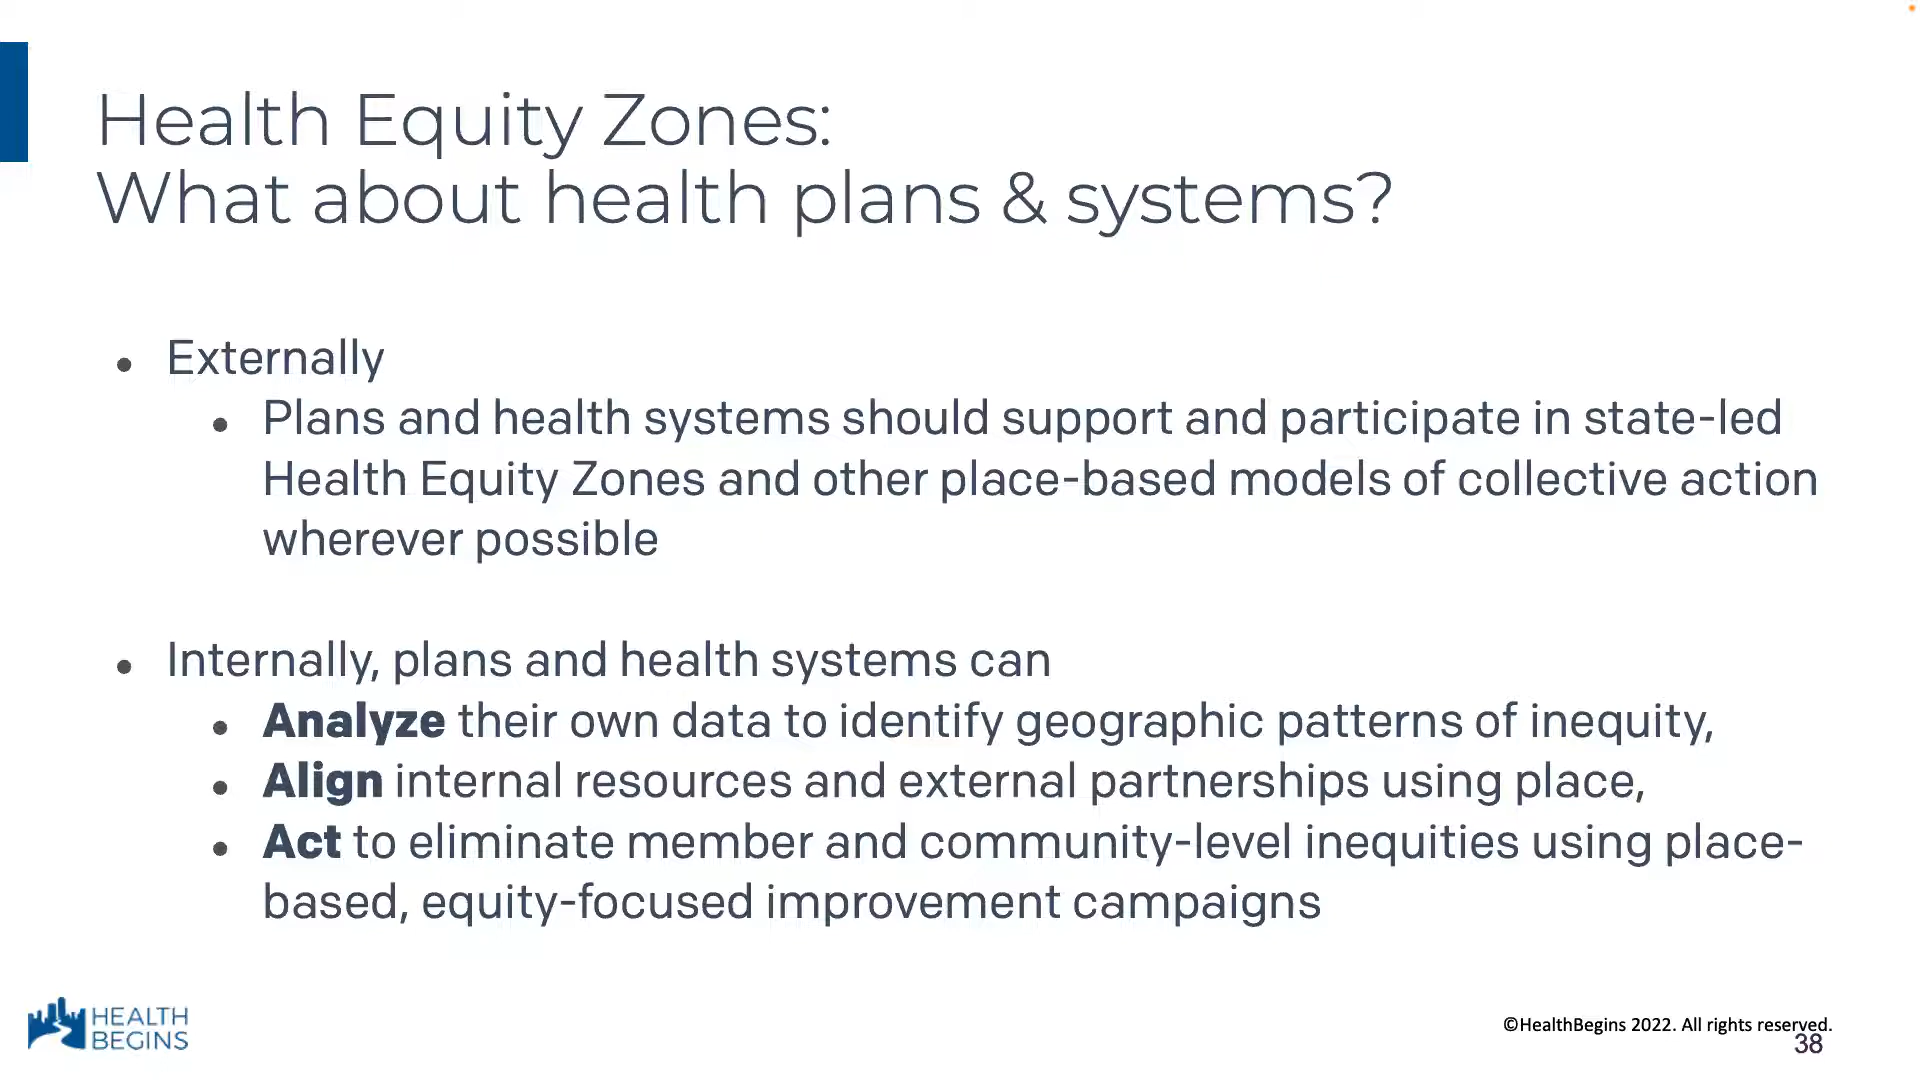 Health Equity Zones:
What about health plans & systems?
• Externally
• Plans and health systems should support and participate in state-led
Health Equity Zones and other place-based models of collective action
wherever possible
• Internally, plans and health systems can
• Analyze their own data to identify geographic patterns of inequity,
• Align internal resources and external partnerships using place,
• Act to eliminate member and community-level inequities using place-
based, equity-focused improvement campaigns
HEALTH
BEGINS
©HealthBegins 2022. All rights reserved.
38